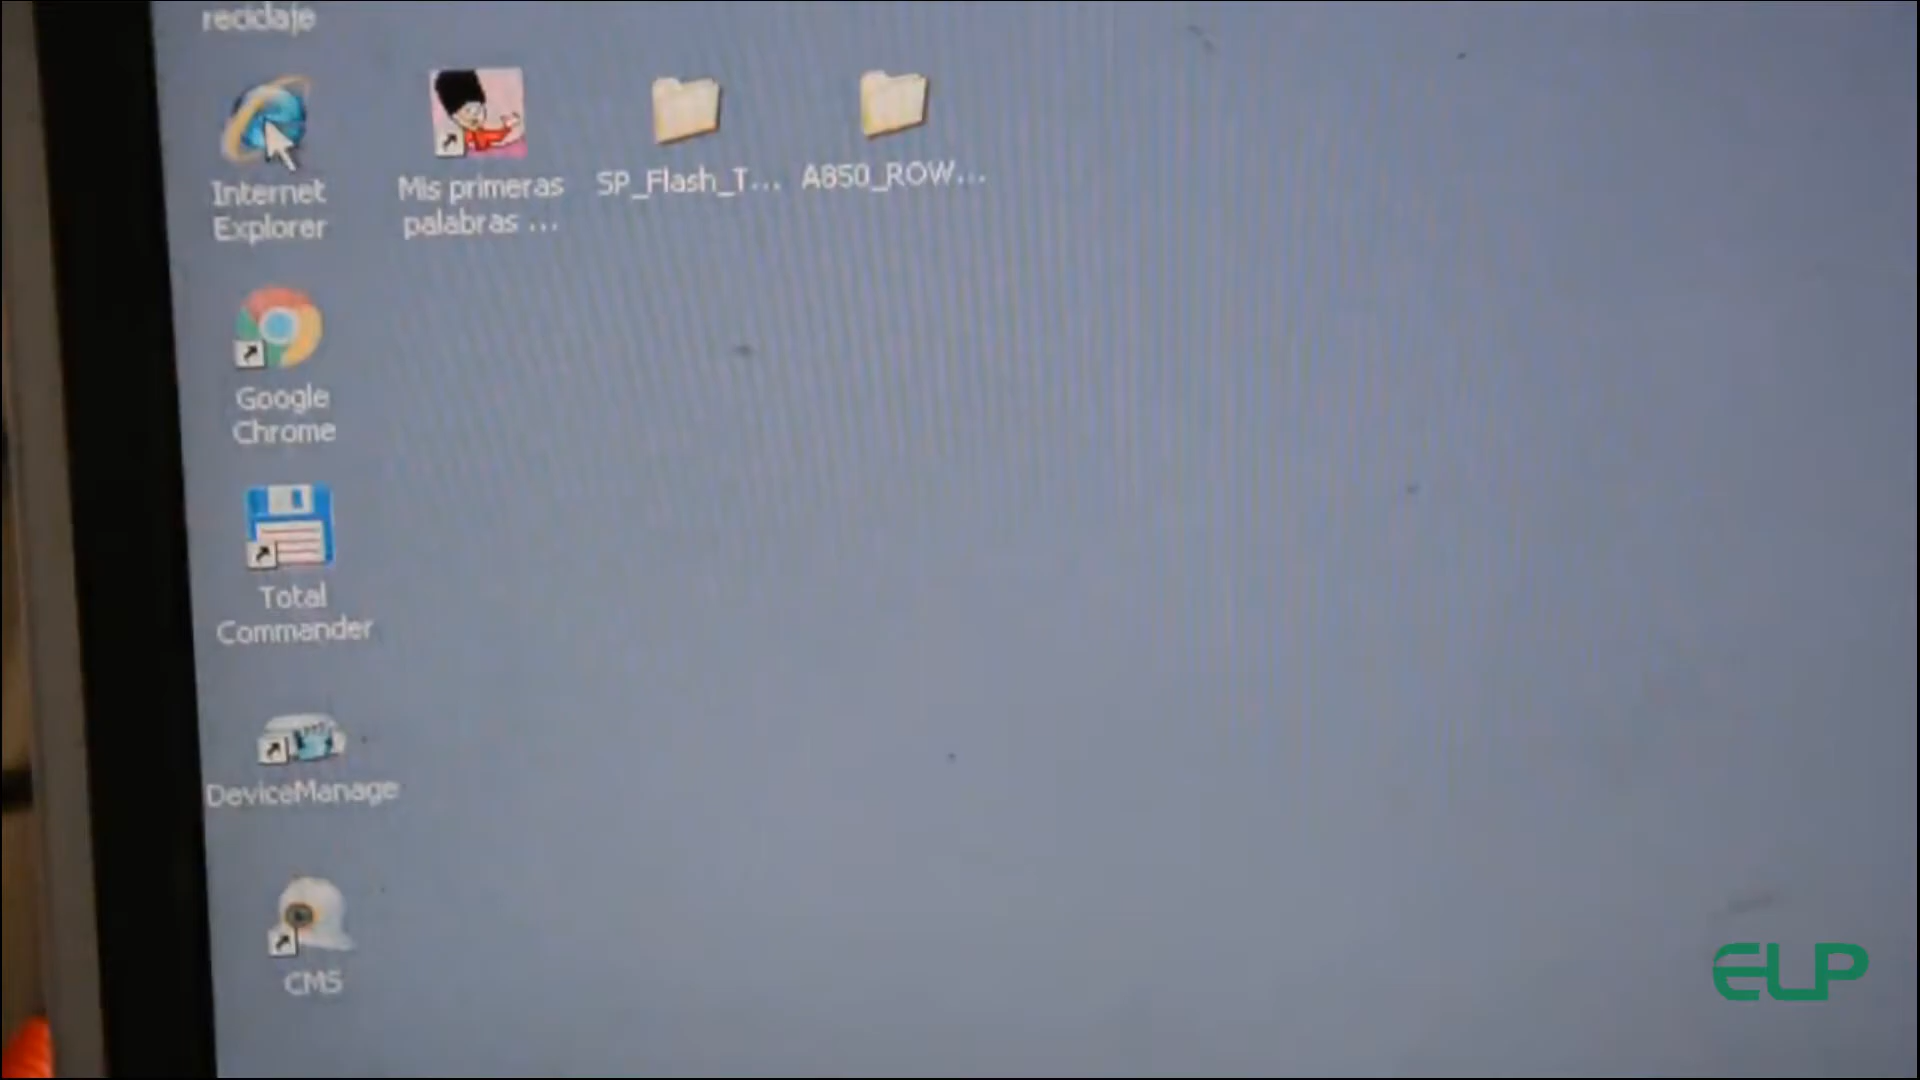 reciclaje
Internet
Explorer
Mis primeras
palabras ...
SP_Flash_T...
A850_ROW...
Google
Chrome
Total
Commander
DeviceManage
CMS
ELP